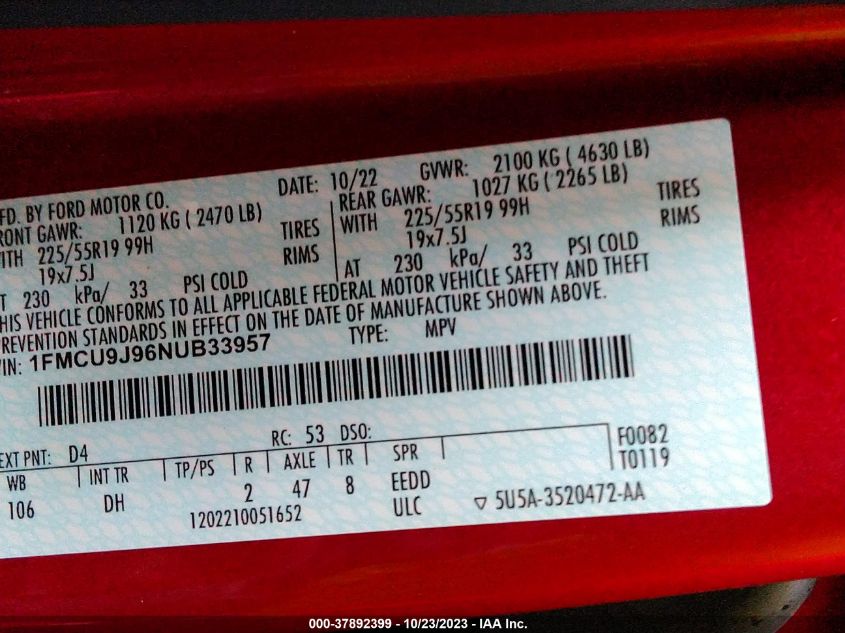 FD. BY FORD MOTOR CO. DATE: 10/22 GVWR: 2100 KG ( 4630 LB)
RONT GAWR: 1120 KG ( 2470 LB) REAR GAWR: 1027 KG ( 2265 LB)
ITH 225/55R19 99H TIRES WITH 225/55R19 99H TIRES
19x7.5J RIMS 19x7.5J RIMS
T 230 kPa/ 33 PSI COLD AT 230 kPa/ 33 PSI COLD
HIS VEHICLE CONFORMS TO ALL APPLICABLE FEDERAL MOTOR VEHICLE SAFETY AND THEFT
REVENTION STANDARDS IN EFFECT ON THE DATE OF MANUFACTURE SHOWN ABOVE.
VIN: 1FMCU9J96NUB33957 TYPE: MPV
EXT PNT: D4 RC: 53 DSO: F0082
WB INT TR TP/PS R AXLE TR SPR T0119
106 DH 2 47 8 EEDD
1202210051652 ULC ▽ 5U5A-3520472-AA
000-37892399 - 10/23/2023 - IAA Inc.